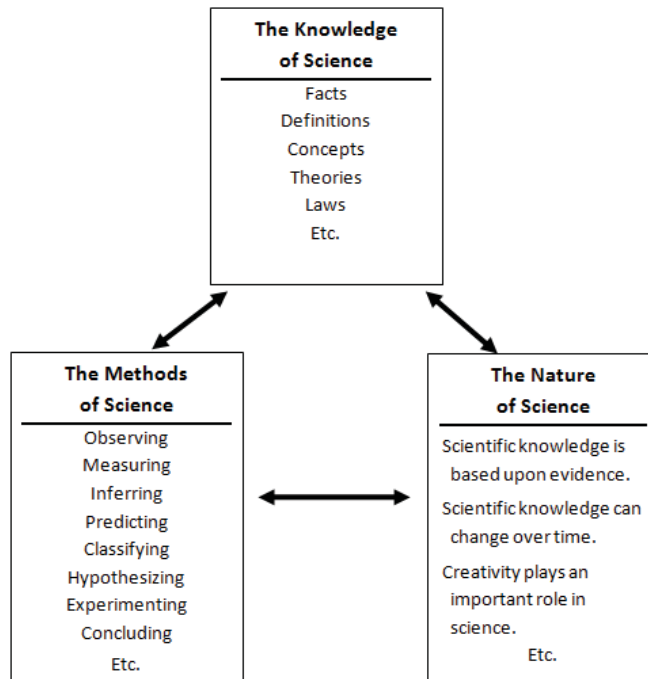 The Knowledge
of Science
Facts
Definitions
Concepts
Theories
Laws
Etc.
The Methods
of Science
Observing
Measuring
Inferring
Predicting
Classifying
Hypothesizing
Experimenting
Concluding
Etc.
The Nature
of Science
Scientific knowledge is
based upon evidence.
Scientific knowledge can
change over time.
Creativity plays an
important role in
science.
Etc.